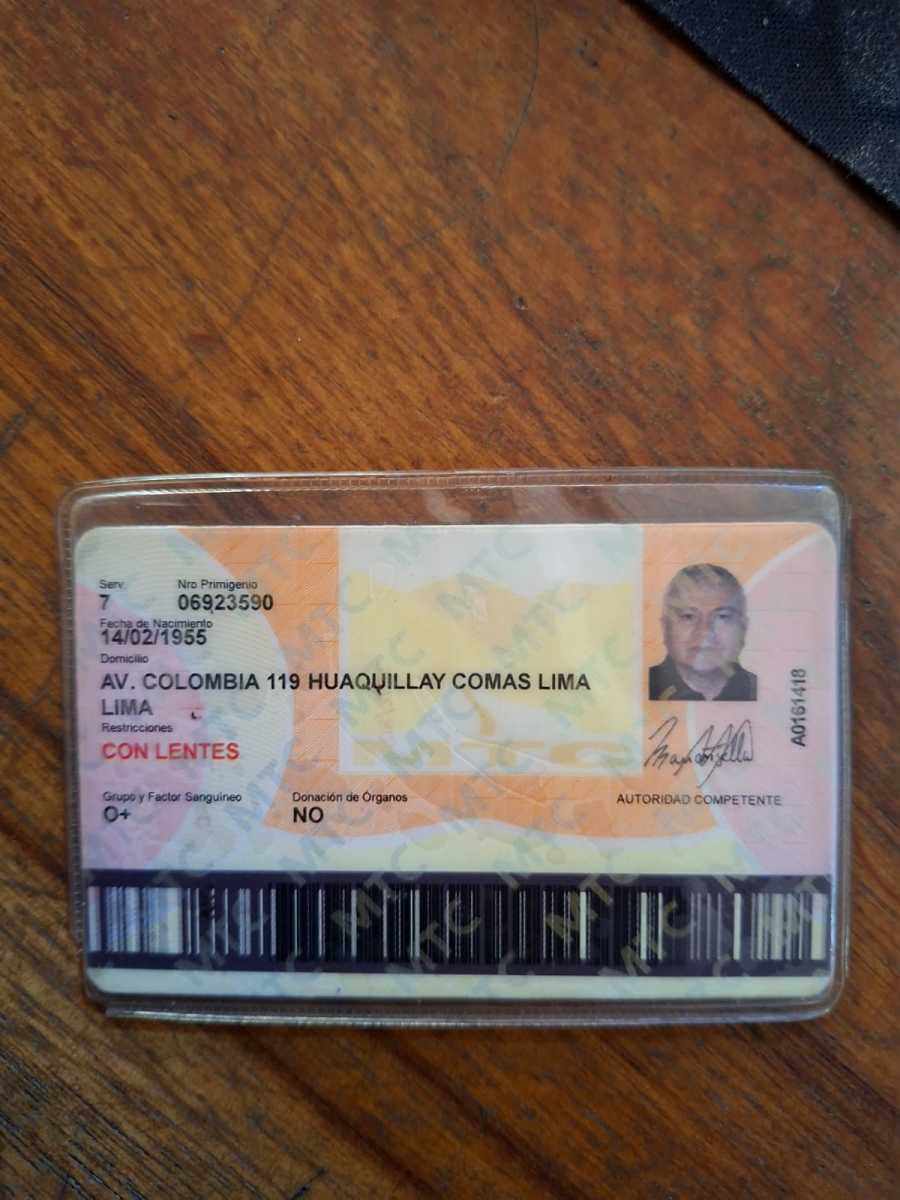 Serv. Nro Primigenio
7 06923590
Fecha de Nacimiento
14/02/1955
Domicilio
AV. COLOMBIA 119 HUAQUILLAY COMAS LIMA
LIMA
Restricciones
CON LENTES
Grupo y Factor Sanguíneo Donación de Órganos
O+ NO
AUTORIDAD COMPETENTE
A0161418
MTC